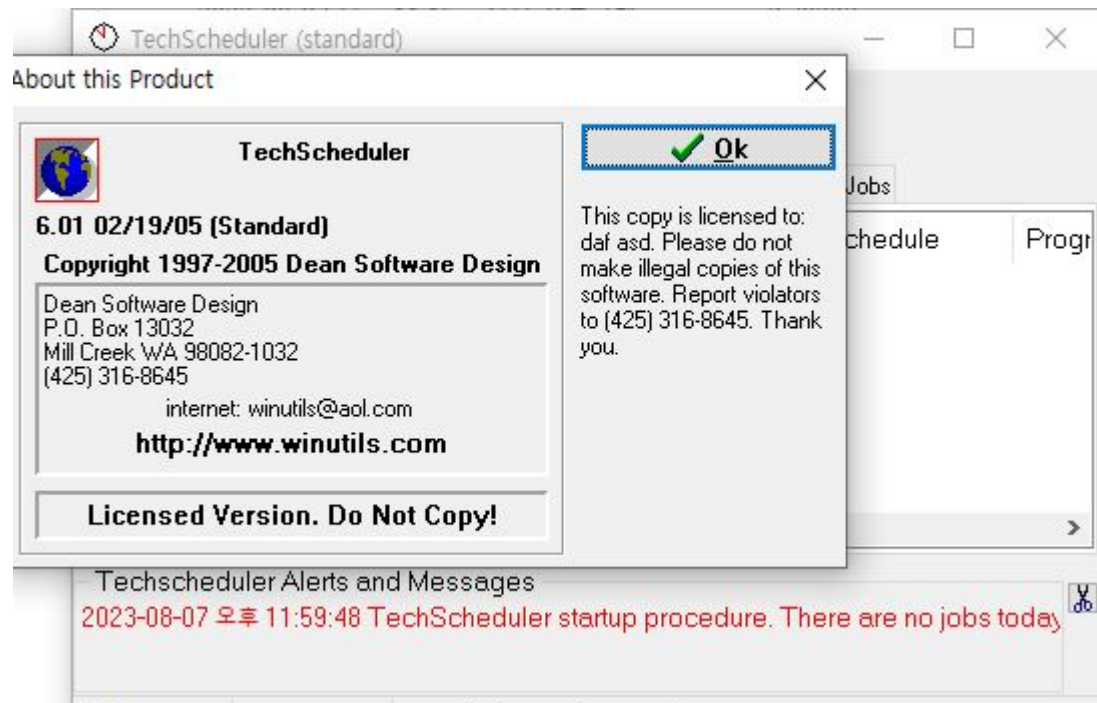 TechScheduler (standard)
About this Product
TechScheduler
6.01 02/19/05 (Standard)
Copyright 1997-2005 Dean Software Design
Dean Software Design
P.O. Box 13032
Mill Creek WA 98082-1032
(425) 316-8645
internet: winutils@aol.com
http://www.winutils.com
Licensed Version. Do Not Copy!
Ok
This copy is licensed to:
daf asd. Please do not
make illegal copies of this
software. Report violators
to (425) 316-8645. Thank
you.
Jobs
chedule
Progr
Techscheduler Alerts and Messages
2023-08-07 오후 11:59:48 TechScheduler startup procedure. There are no jobs today